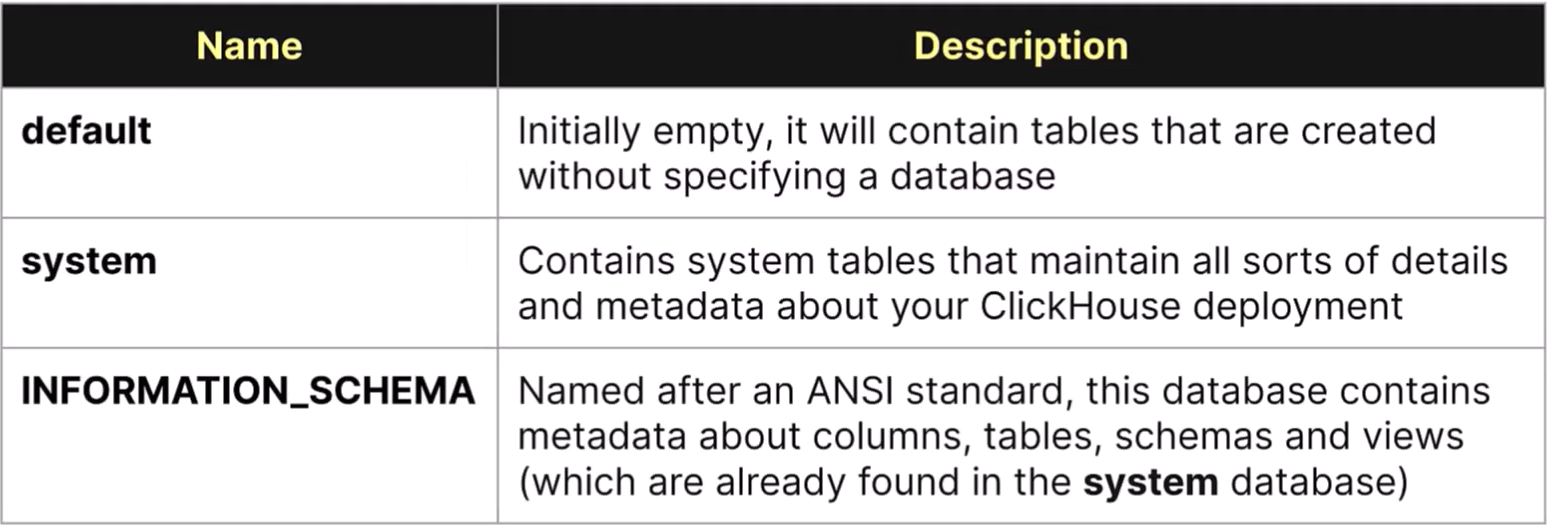 Name
Description
default
Initially empty, it will contain tables that are created
without specifying a database
system
Contains system tables that maintain all sorts of details
and metadata about your ClickHouse deployment
INFORMATION_SCHEMA
Named after an ANSI standard, this database contains
metadata about columns, tables, schemas and views
(which are already found in the system database)